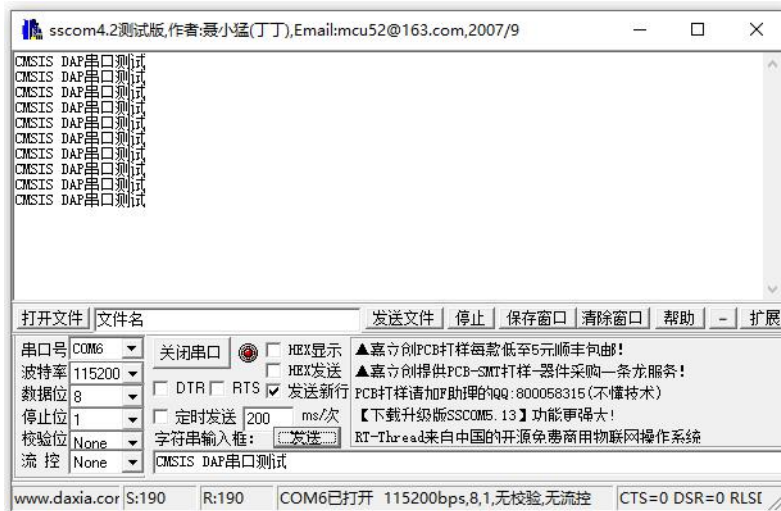 sscom4.2测试版,作者:聂小猛(丁丁),Email:mcu52@163.com,2007/9
CMSIS DAP串口测试
CMSIS DAP串口测试
CMSIS DAP串口测试
CMSIS DAP串口测试
CMSIS DAP串口测试
CMSIS DAP串口测试
CMSIS DAP串口测试
CMSIS DAP串口测试
CMSIS DAP串口测试
CMSIS DAP串口测试
打开文件 文件名 发送文件 停止 保存窗口 清除窗口 帮助 - 扩展
串口号 COM6 关闭串口 HEX显示 ▲嘉立创PCB打样每款低至5元顺丰包邮!
波特率 115200 HEX发送 ▲嘉立创提供PCB-SMT打样-器件采购一条龙服务!
数据位 8 DTR RTS 发送新行 PCB打样请加F助理的QQ:800058315(不懂技术)
停止位 1 定时发送 200 ms/次 【下载升级版SSCOM5.13】功能更强大!
校验位 None 字符串输入框: 发送 RT-Thread来自中国的开源免费商用物联网操作系统
流 控 None CMSIS DAP串口测试
www.daxia.cor S:190 R:190 COM6已打开 115200bps,8,1,无校验,无流控 CTS=0 DSR=0 RLSI